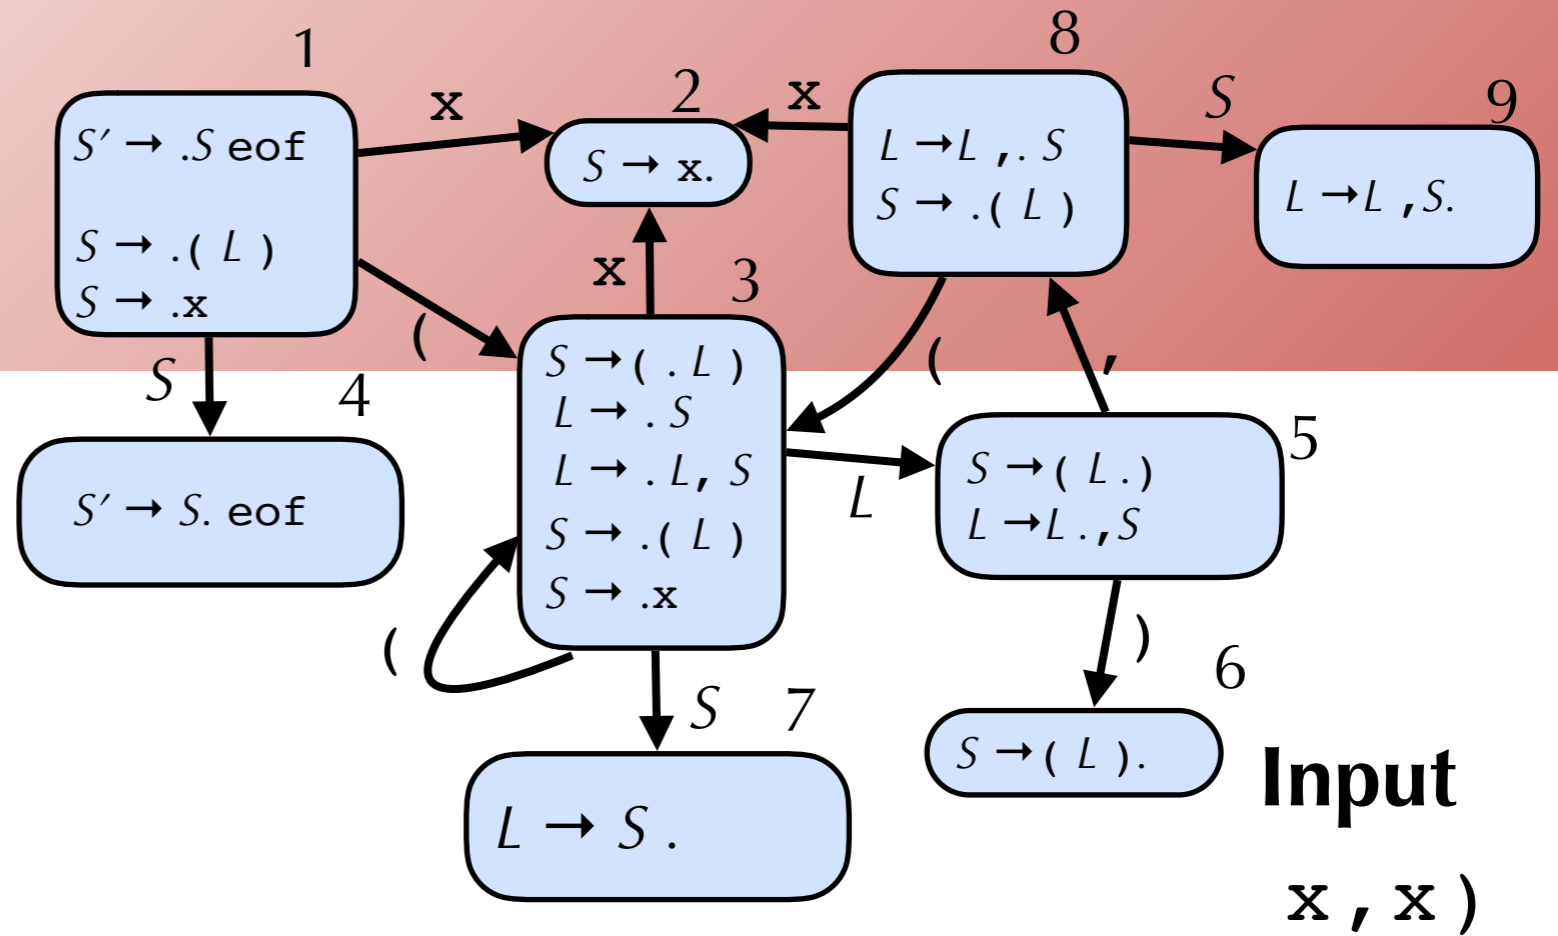 1
S′ → .S eof
S → .( L )
S → .x
x
2
S → x.
x
8
L →L ,. S
S → .( L )
S
9
L →L ,S.
(
x
3
S →( . L )
L → . S
L → . L, S
S → .( L )
S → .x
S
4
S′ → S. eof
(
,
L
5
S →( L .)
L →L .,S
(
)
S
7
L → S .
6
S →( L ).
Input
x,x)